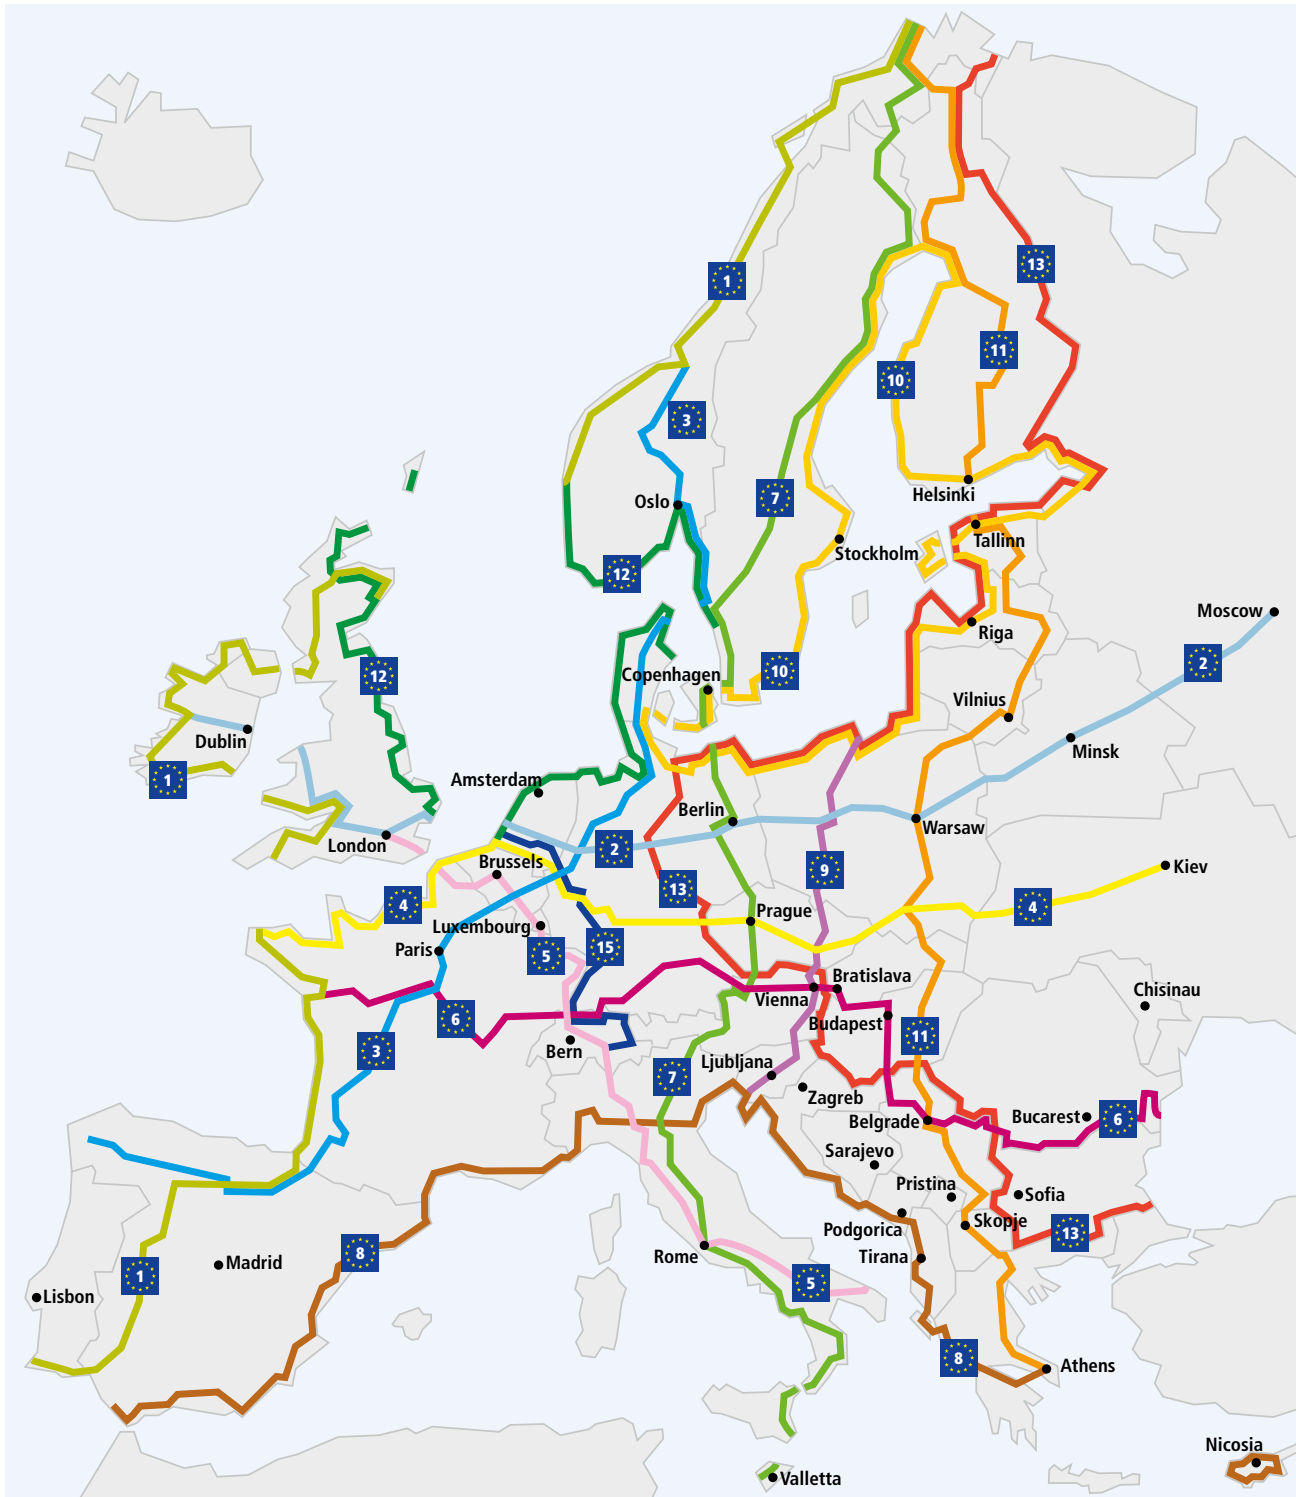 13
1
11
10
3
Helsinki
7
Oslo
Tallinn
Stockholm
12
Moscow
Riga
2
10
12
Copenhagen
Vilnius
Dublin
Minsk
1
Amsterdam
Berlin
Warsaw
London
2
Brussels
9
Kiev
13
4
4
Prague
Luxembourg
15
Paris
5
Bratislava
Vienna
Chisinau
6
Budapest
11
3
Bern
Ljubljana
7
Zagreb
Belgrade
Bucarest
6
Sarajevo
Pristina
Sofia
Podgorica
Skopje
13
Rome
Tirana
8
Madrid
1
5
Lisbon
8
Athens
Nicosia
Valletta